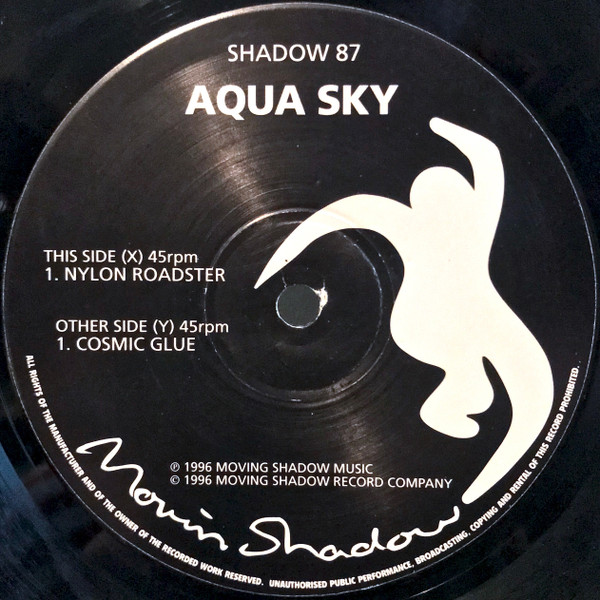 SHADOW 87
AQUA SKY
THIS SIDE (X) 45rpm
1. NYLON ROADSTER
OTHER SIDE (Y) 45rpm
1. COSMIC GLUE
℗ 1996 MOVING SHADOW MUSIC
© 1996 MOVING SHADOW RECORD COMPANY
Movin Shadow
ALL RIGHTS OF THE MANUFACTURER AND OF THE OWNER OF THE RECORDED WORK RESERVED. UNAUTHORISED PUBLIC PERFORMANCE, BROADCASTING, COPYING AND RENTAL OF THIS RECORD PROHIBITED.